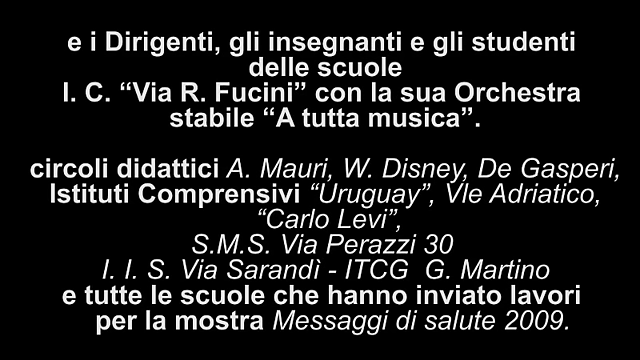 e i Dirigenti, gli insegnanti e gli studenti
delle scuole
I. C. “Via R. Fucini” con la sua Orchestra
stabile “A tutta musica”.
circoli didattici A. Mauri, W. Disney, De Gasperi,
Istituti Comprensivi “Uruguay”, Vle Adriatico,
“Carlo Levi”,
S.M.S. Via Perazzi 30
I. I. S. Via Sarandì - ITCG G. Martino
e tutte le scuole che hanno inviato lavori
per la mostra Messaggi di salute 2009.